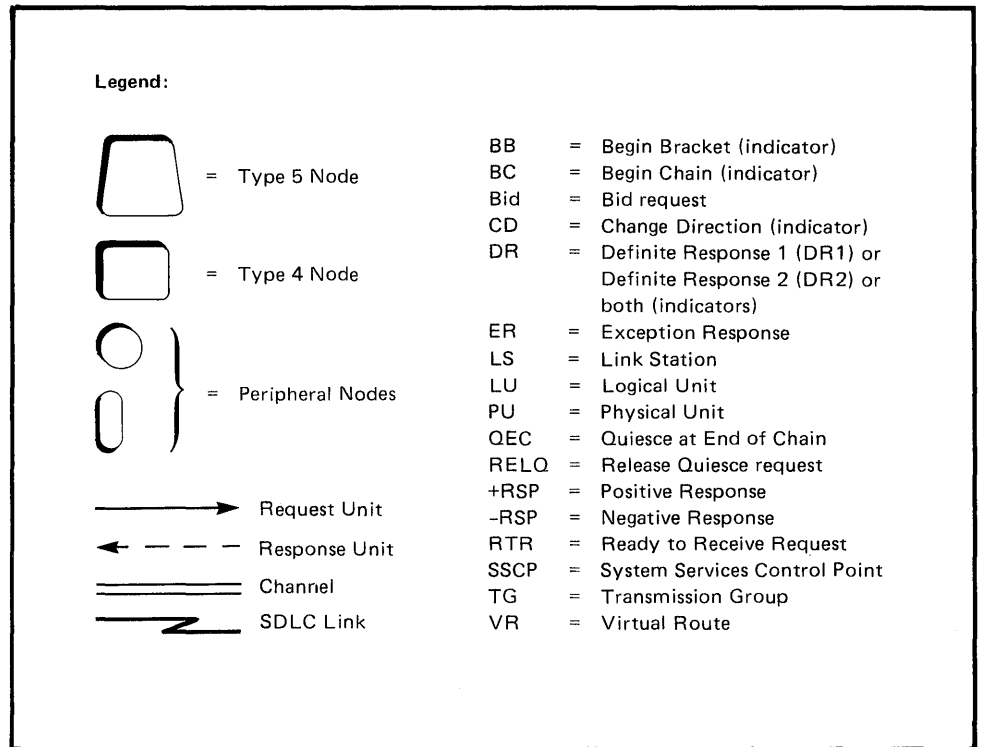 Legend:
= Type 5 Node
= Type 4 Node
= Peripheral Nodes
Request Unit
Response Unit
Channel
SDLC Link
BB = Begin Bracket (indicator)
BC = Begin Chain (indicator)
Bid = Bid request
CD = Change Direction (indicator)
DR = Definite Response 1 (DR1) or
Definite Response 2 (DR2) or
both (indicators)
ER = Exception Response
LS = Link Station
LU = Logical Unit
PU = Physical Unit
QEC = Quiesce at End of Chain
RELQ = Release Quiesce request
+RSP = Positive Response
-RSP = Negative Response
RTR = Ready to Receive Request
SSCP = System Services Control Point
TG = Transmission Group
VR = Virtual Route